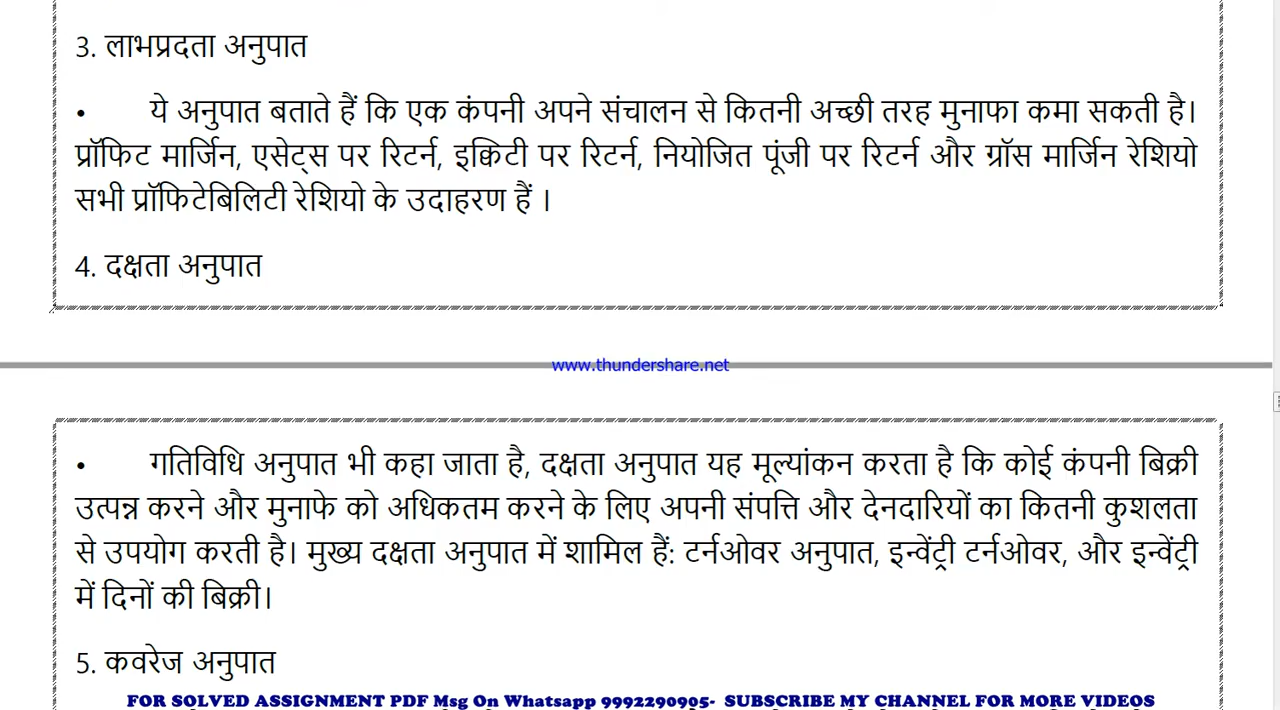 3. लाभप्रदता अनुपात
• ये अनुपात बताते हैं कि एक कंपनी अपने संचालन से कितनी अच्छी तरह मुनाफा कमा सकती है।
प्रॉफिट मार्जिन, एसेट्स पर रिटर्न, इक्विटी पर रिटर्न, नियोजित पूंजी पर रिटर्न और ग्रॉस मार्जिन रेशियो
सभी प्रॉफिटेबिलिटी रेशियो के उदाहरण हैं ।
4. दक्षता अनुपात
www.thundershare.net
• गतिविधि अनुपात भी कहा जाता है, दक्षता अनुपात यह मूल्यांकन करता है कि कोई कंपनी बिक्री
उत्पन्न करने और मुनाफे को अधिकतम करने के लिए अपनी संपत्ति और देनदारियों का कितनी कुशलता
से उपयोग करती है। मुख्य दक्षता अनुपात में शामिल हैं: टर्नओवर अनुपात, इन्वेंट्री टर्नओवर, और इन्वेंट्री
में दिनों की बिक्री।
5. कवरेज अनुपात
FOR SOLVED ASSIGNMENT PDF Msg On Whatsapp 9992290905- SUBSCRIBE MY CHANNEL FOR MORE VIDEOS